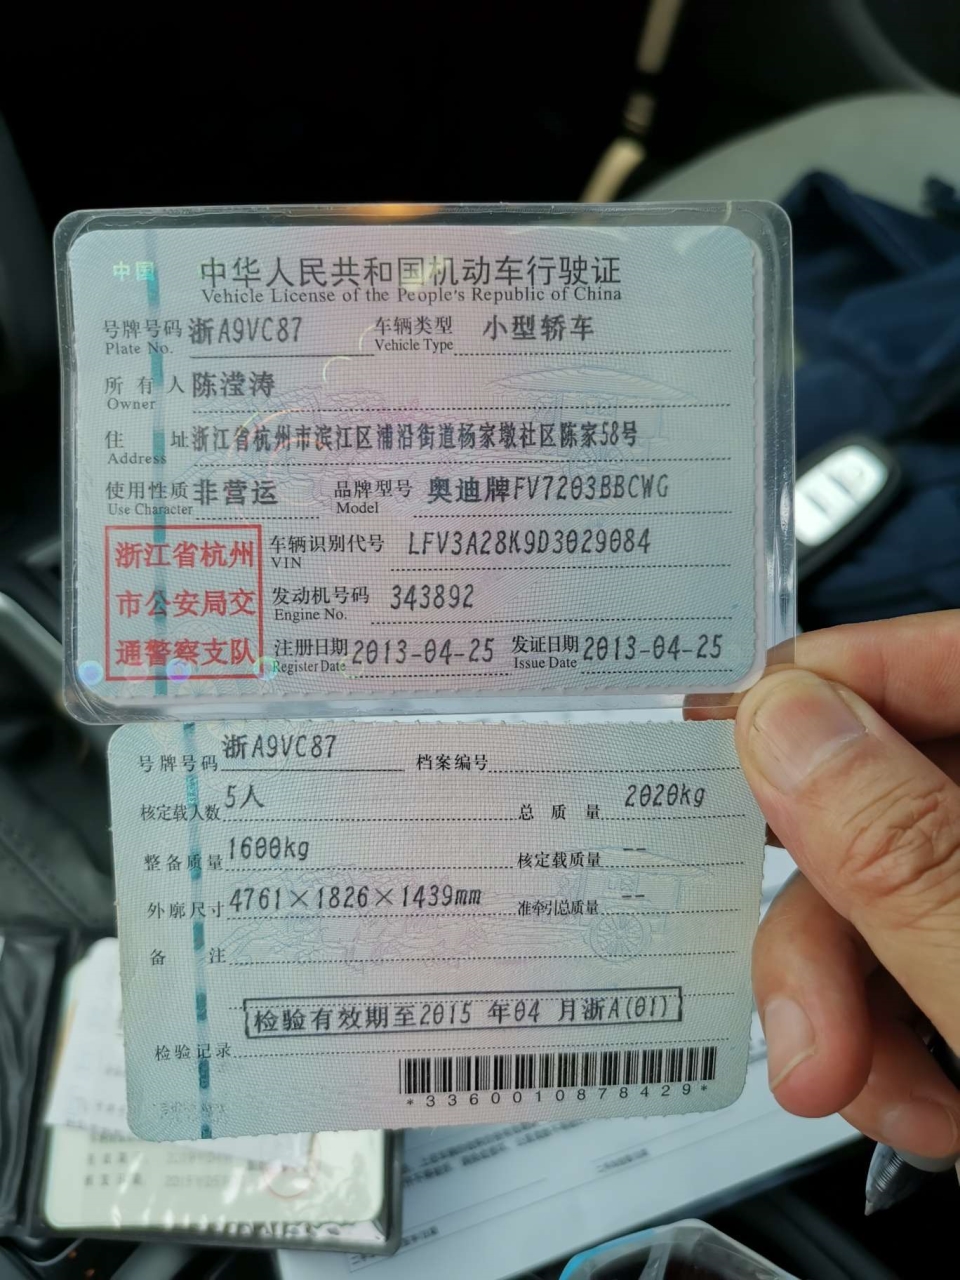 中国
中华人民共和国机动车行驶证
Vehicle License of the People's Republic of China
号牌号码 浙A9VC87 车辆类型 小型轿车
Plate No. Vehicle Type
所有人 陈滢涛
Owner
住址 浙江省杭州市滨江区浦沿街道杨家墩社区陈家58号
Address
使用性质 非营运 品牌型号 奥迪牌FV7203BBCWG
Use Character Model
浙江省杭州
市公安局交
通警察支队
车辆识别代号 LFV3A28K9D3029084
VIN
发动机号码 343892
Engine No.
注册日期 2013-04-25 发证日期 2013-04-25
Register Date Issue Date
号牌号码 浙A9VC87 档案编号
核定载人数 5人 总质量 2020kg
整备质量 1600kg 核定载质量 --
外廓尺寸 4761×1826×1439mm 准牵引总质量 --
备注
检验有效期至2015 年04 月浙A(01)
检验记录
*3360010878429*